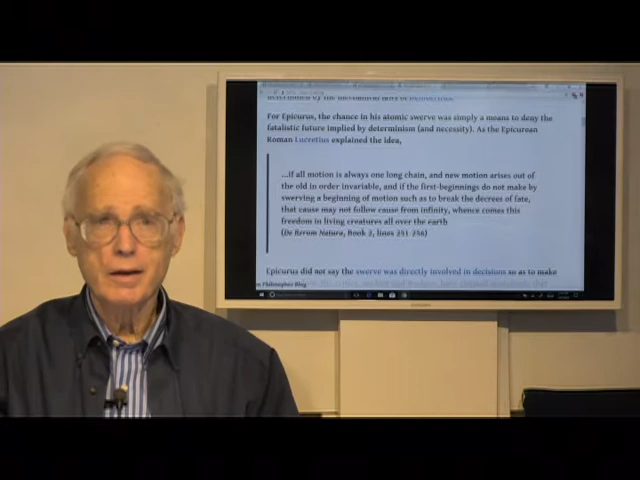 For Epicurus, the chance in his atomic swerve was simply a means to deny the
fatalistic future implied by determinism (and necessity). As the Epicurean
Roman Lucretius explained the idea,
...if all motion is always one long chain, and new motion arises out of
the old in order invariable, and if the first-beginnings do not make by
swerving a beginning of motion such as to break the decrees of fate,
that cause may not follow cause from infinity, whence comes this
freedom in living creatures all over the earth
(De Rerum Natura, Book 2, lines 251-256)
Epicurus did not say the swerve was directly involved in decision so as to make
Philosopher Blog